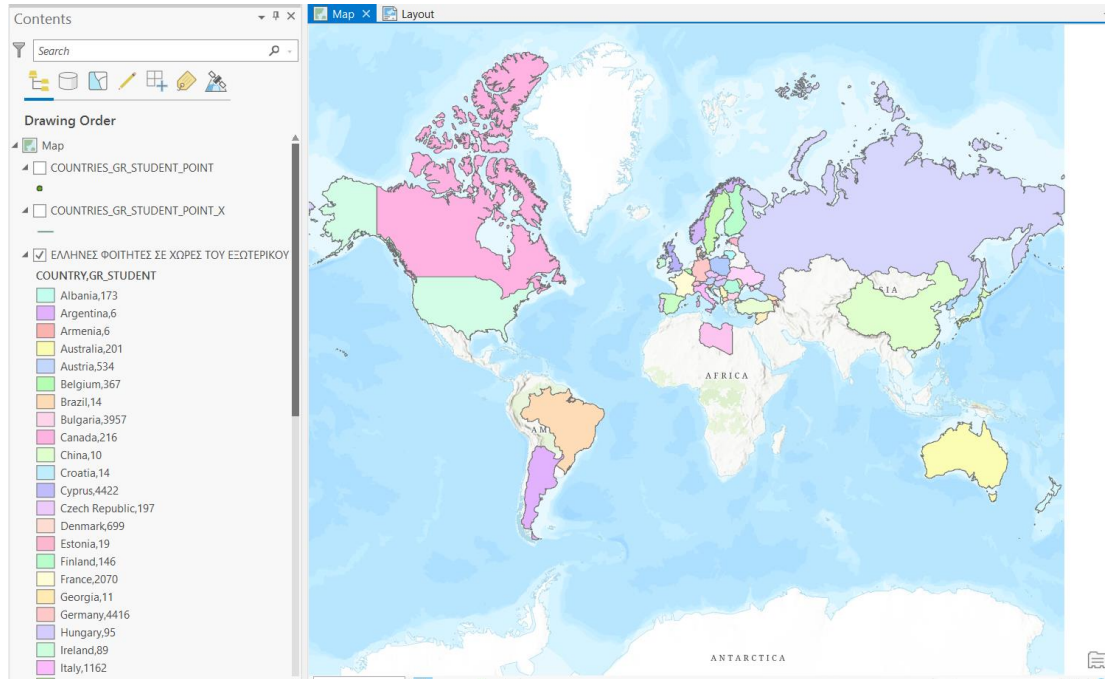 Contents
Map
Layout
Search
Drawing Order
Map
COUNTRIES_GR_STUDENT_POINT
COUNTRIES_GR_STUDENT_POINT_X
ΕΛΛΗΝΕΣ ΦΟΙΤΗΤΕΣ ΣΕ ΧΩΡΕΣ ΤΟΥ ΕΞΩΤΕΡΙΚΟΥ
COUNTRY,GR_STUDENT
Albania,173
Argentina,6
Armenia,6
Australia,201
Austria,534
Belgium,367
Brazil,14
Bulgaria,3957
Canada,216
China,10
Croatia,14
Cyprus,4422
Czech Republic,197
Denmark,699
Estonia,19
Finland,146
France,2070
Georgia,11
Germany,4416
Hungary,95
Ireland,89
Italy,1162
AFRICA
ANTARCTICA